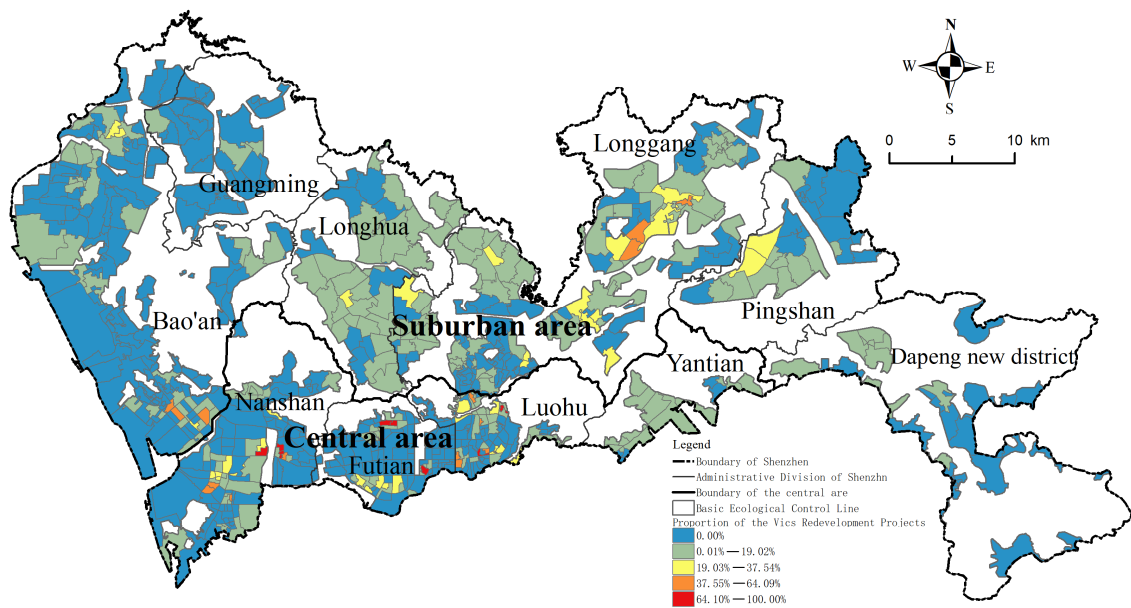 N
W
E
S
0
5
10 km
Longgang
Guangming
Longhua
Bao'an
Suburban area
Pingshan
Yantian
Dapeng new district
Nanshan
Luohu
Central area
Futian
Legend
Boundary of Shenzhen
Administrative Division of Shenzhn
Boundary of the central are
Basic Ecological Control Line
Proportion of the Vics Redevelopment Projects
0.00%
0.01% — 19.02%
19.03% — 37.54%
37.55% — 64.09%
64.10% — 100.00%